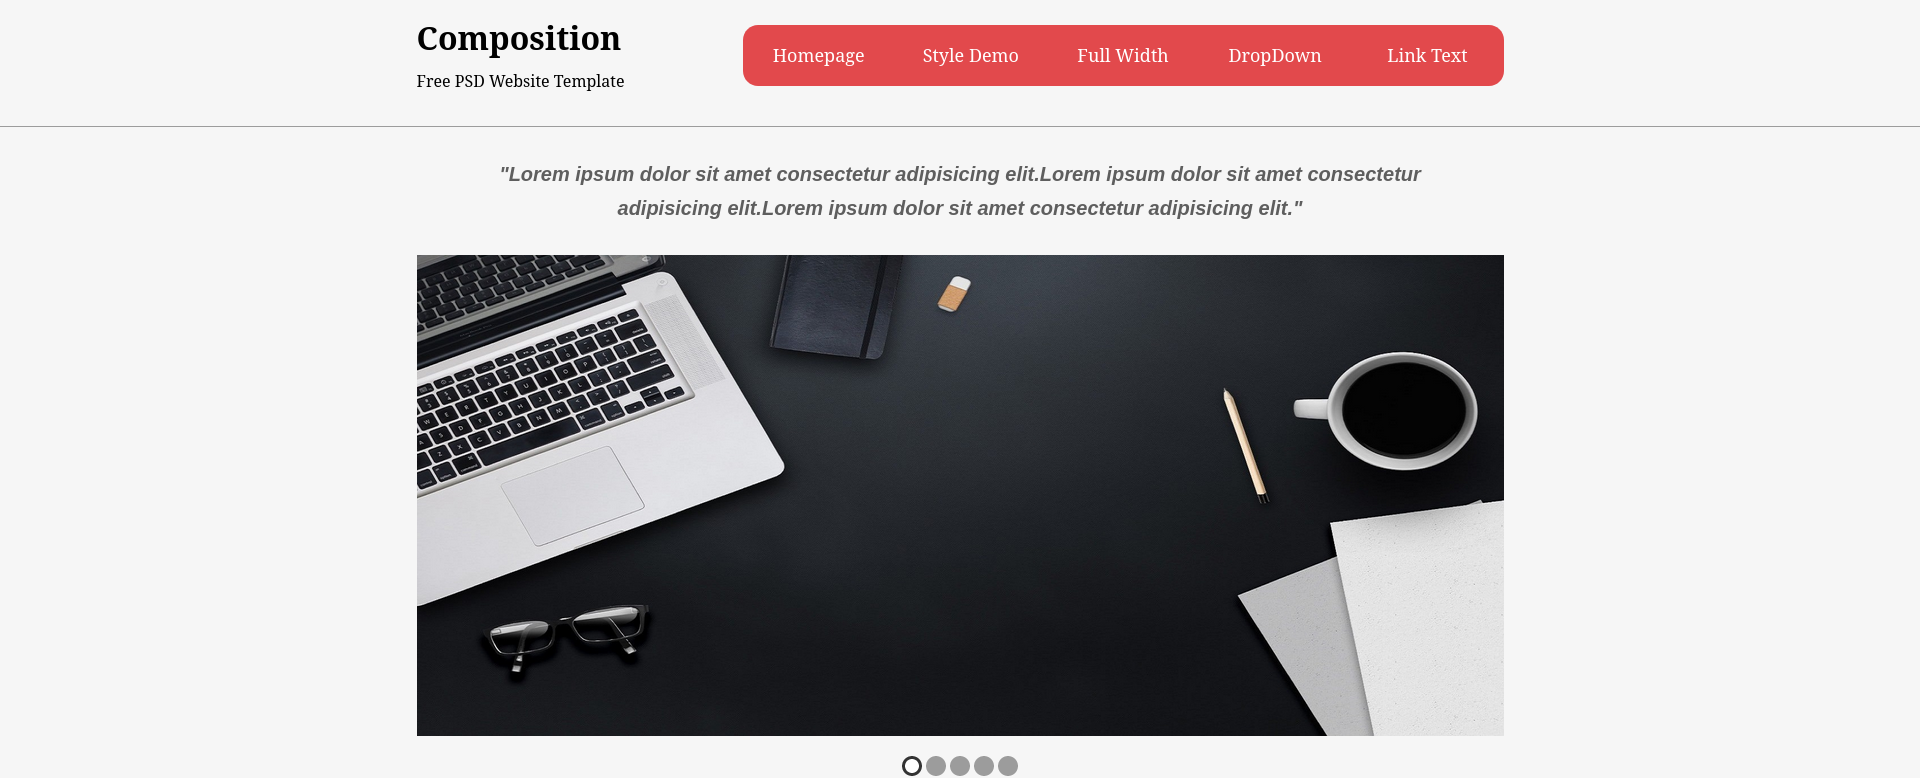 Composition
Free PSD Website Template
Homepage Style Demo Full Width DropDown Link Text
"Lorem ipsum dolor sit amet consectetur adipisicing elit.Lorem ipsum dolor sit amet consectetur
adipisicing elit.Lorem ipsum dolor sit amet consectetur adipisicing elit."